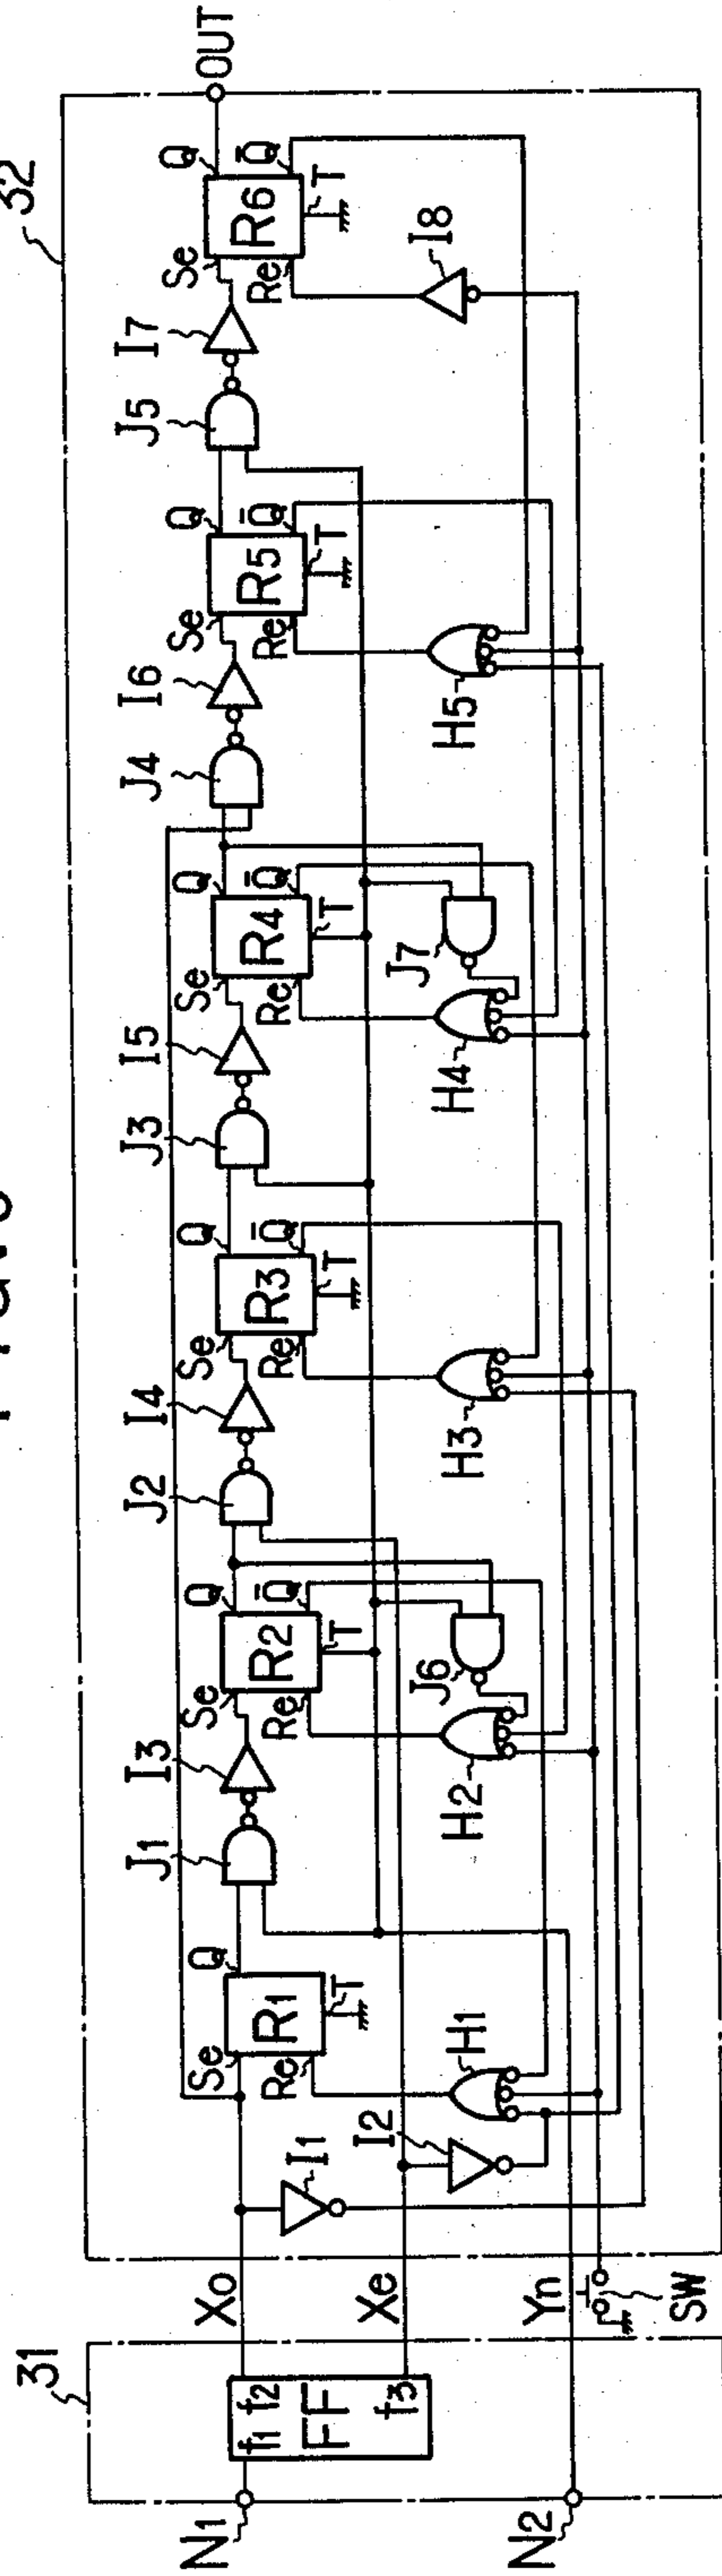 31
N1
N2
f1 f2
FF
f3
Xo
Xe
Yn
SW
32
I1
I2
Se
R1
Q
Re
T
H1
J1
I3
Se
R2
Q
Q̄
Re
T
H2
J6
J2
I4
Se
R3
Q
Q̄
Re
T
H3
J3
I5
Se
R4
Q
Q̄
Re
T
H4
J7
J4
I6
Se
R5
Q
Q̄
Re
T
H5
J5
I7
Se
R6
Q
Q̄
Re
T
I8
OUT